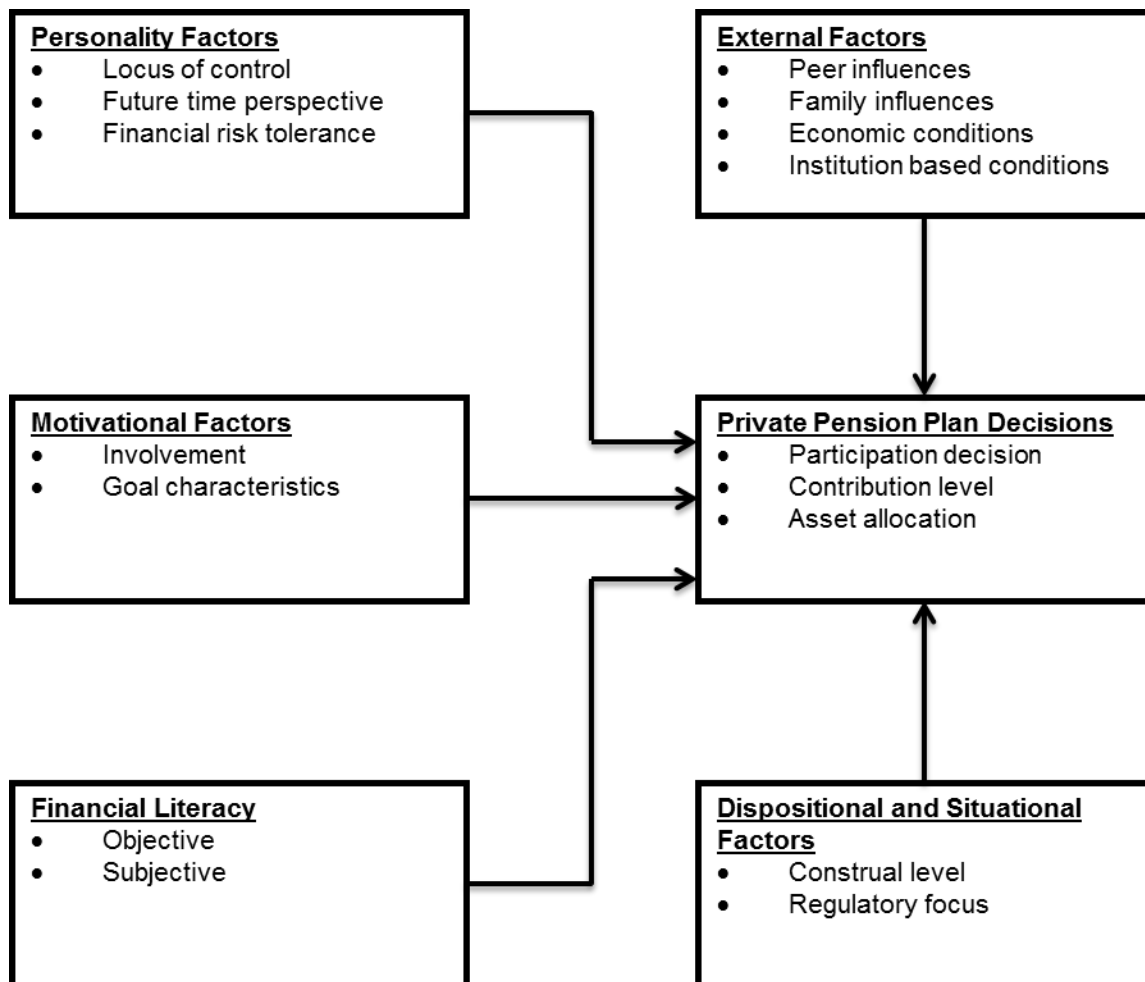 Personality Factors
● Locus of control
● Future time perspective
● Financial risk tolerance
External Factors
● Peer influences
● Family influences
● Economic conditions
● Institution based conditions
Motivational Factors
● Involvement
● Goal characteristics
Private Pension Plan Decisions
● Participation decision
● Contribution level
● Asset allocation
Financial Literacy
● Objective
● Subjective
Dispositional and Situational
Factors
● Construal level
● Regulatory focus